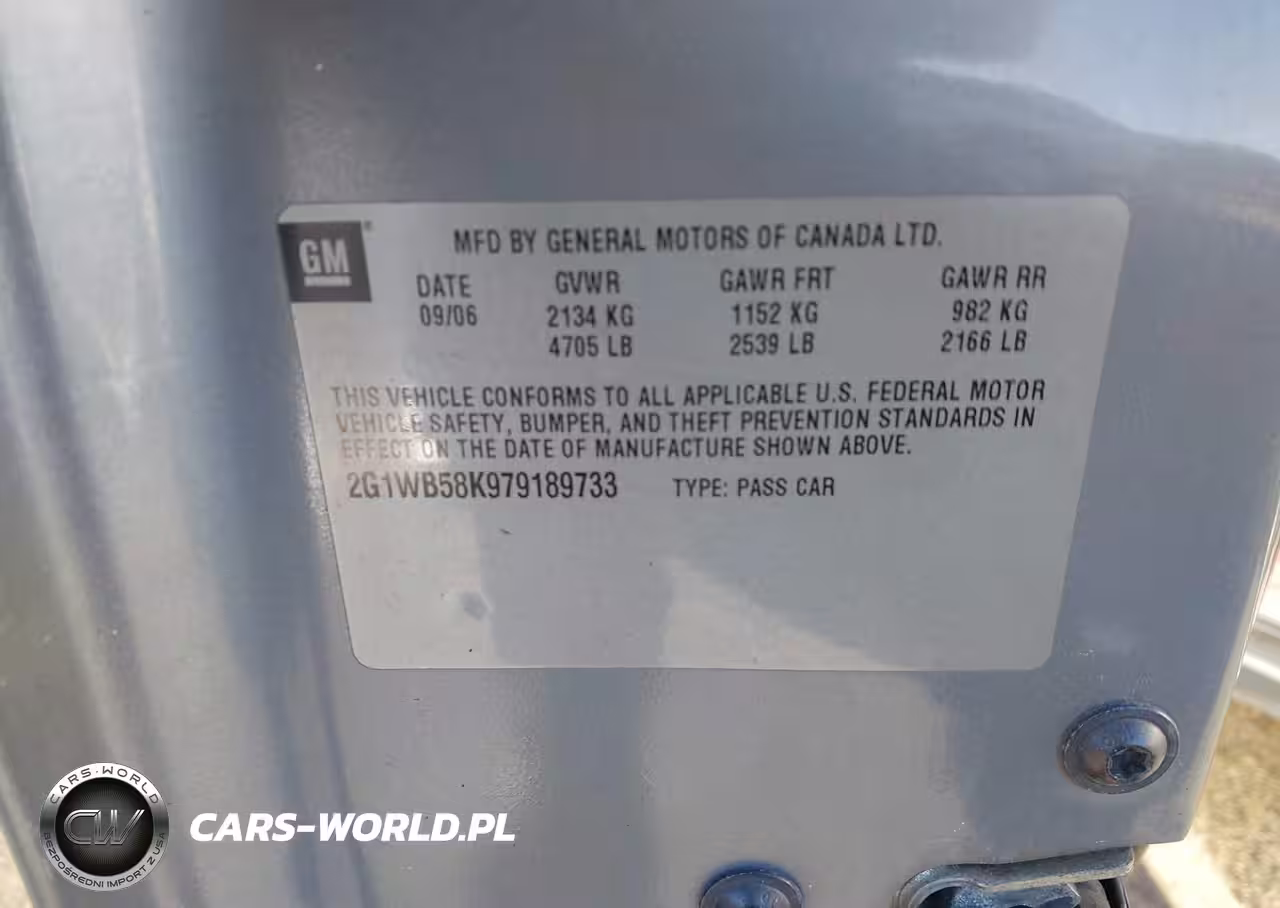 GM
MFD BY GENERAL MOTORS OF CANADA LTD.
DATE GVWR GAWR FRT GAWR RR
09/06 2134 KG 1152 KG 982 KG
4705 LB 2539 LB 2166 LB
THIS VEHICLE CONFORMS TO ALL APPLICABLE U.S. FEDERAL MOTOR
VEHICLE SAFETY, BUMPER, AND THEFT PREVENTION STANDARDS IN
EFFECT ON THE DATE OF MANUFACTURE SHOWN ABOVE.
2G1WB58K979189733 TYPE: PASS CAR
CARS-WORLD
CW
BEZPOŚREDNI IMPORT Z USA
CARS-WORLD.PL